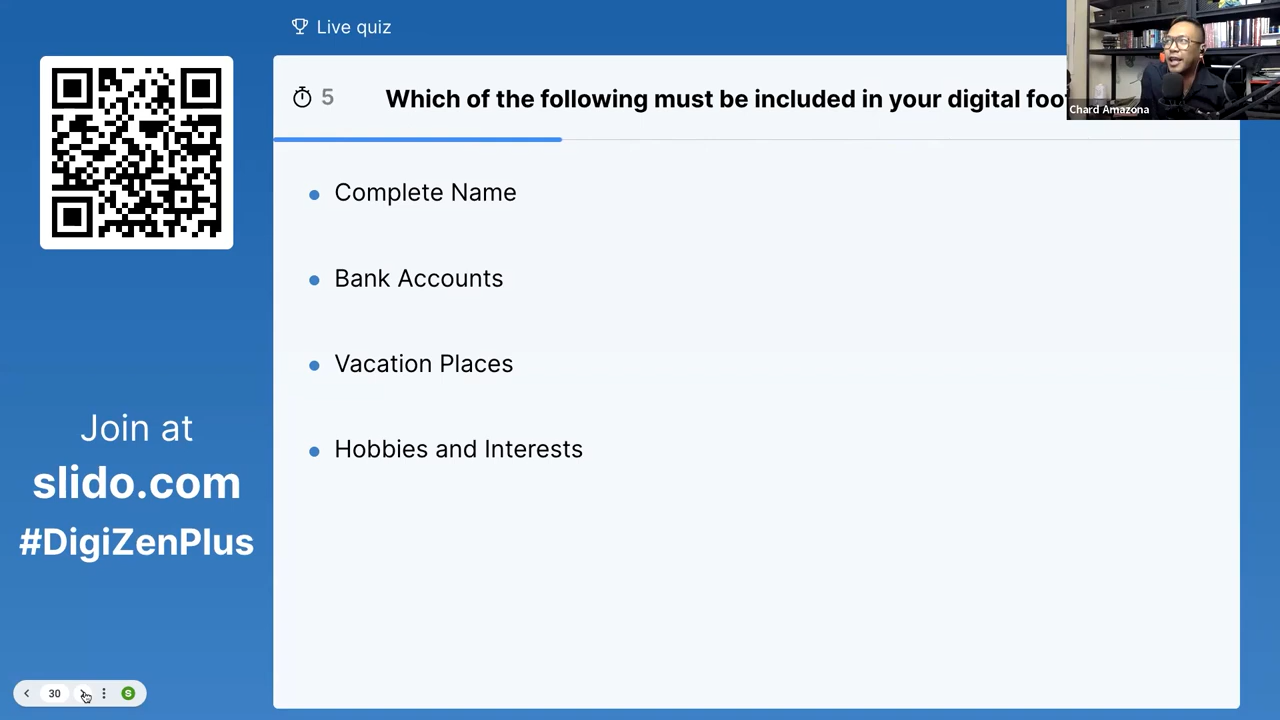 Live quiz
5
Which of the following must be included in your digital foo
Chard Amazona
Complete Name
Bank Accounts
Vacation Places
Hobbies and Interests
Join at
slido.com
#DigiZenPlus
30
S